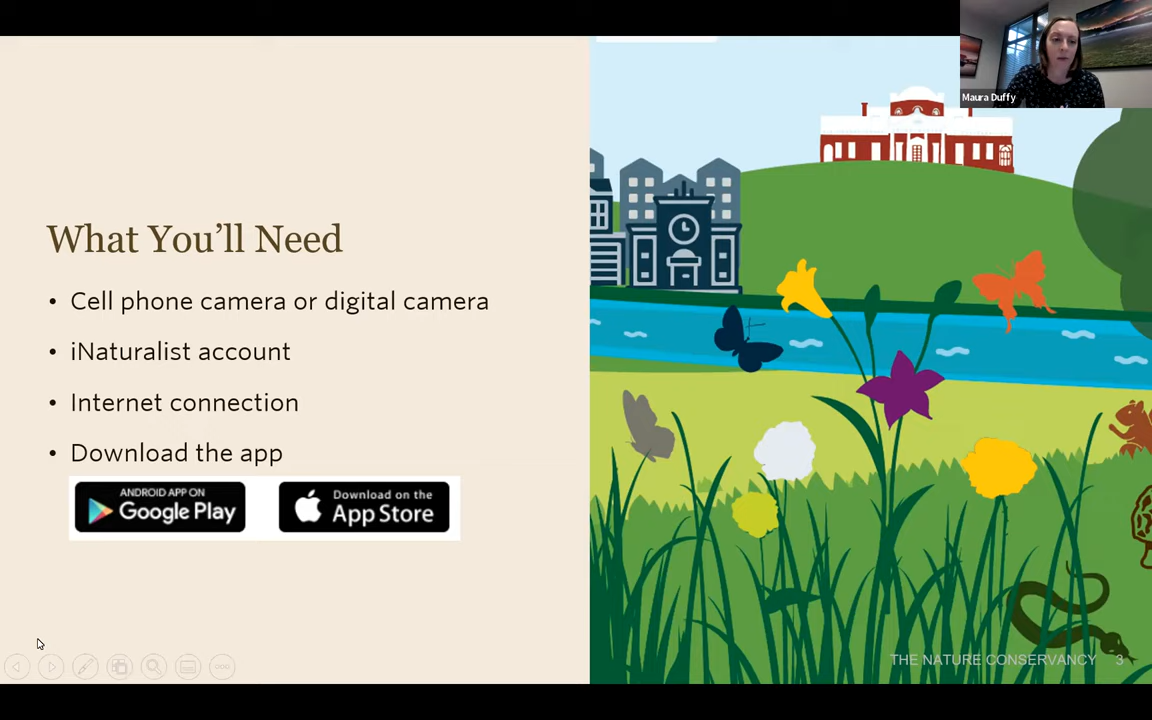 Maura Duffy
What You'll Need
• Cell phone camera or digital camera
• iNaturalist account
• Internet connection
• Download the app
ANDROID APP ON
Google Play
Download on the
App Store
THE NATURE CONSERVANCY 3